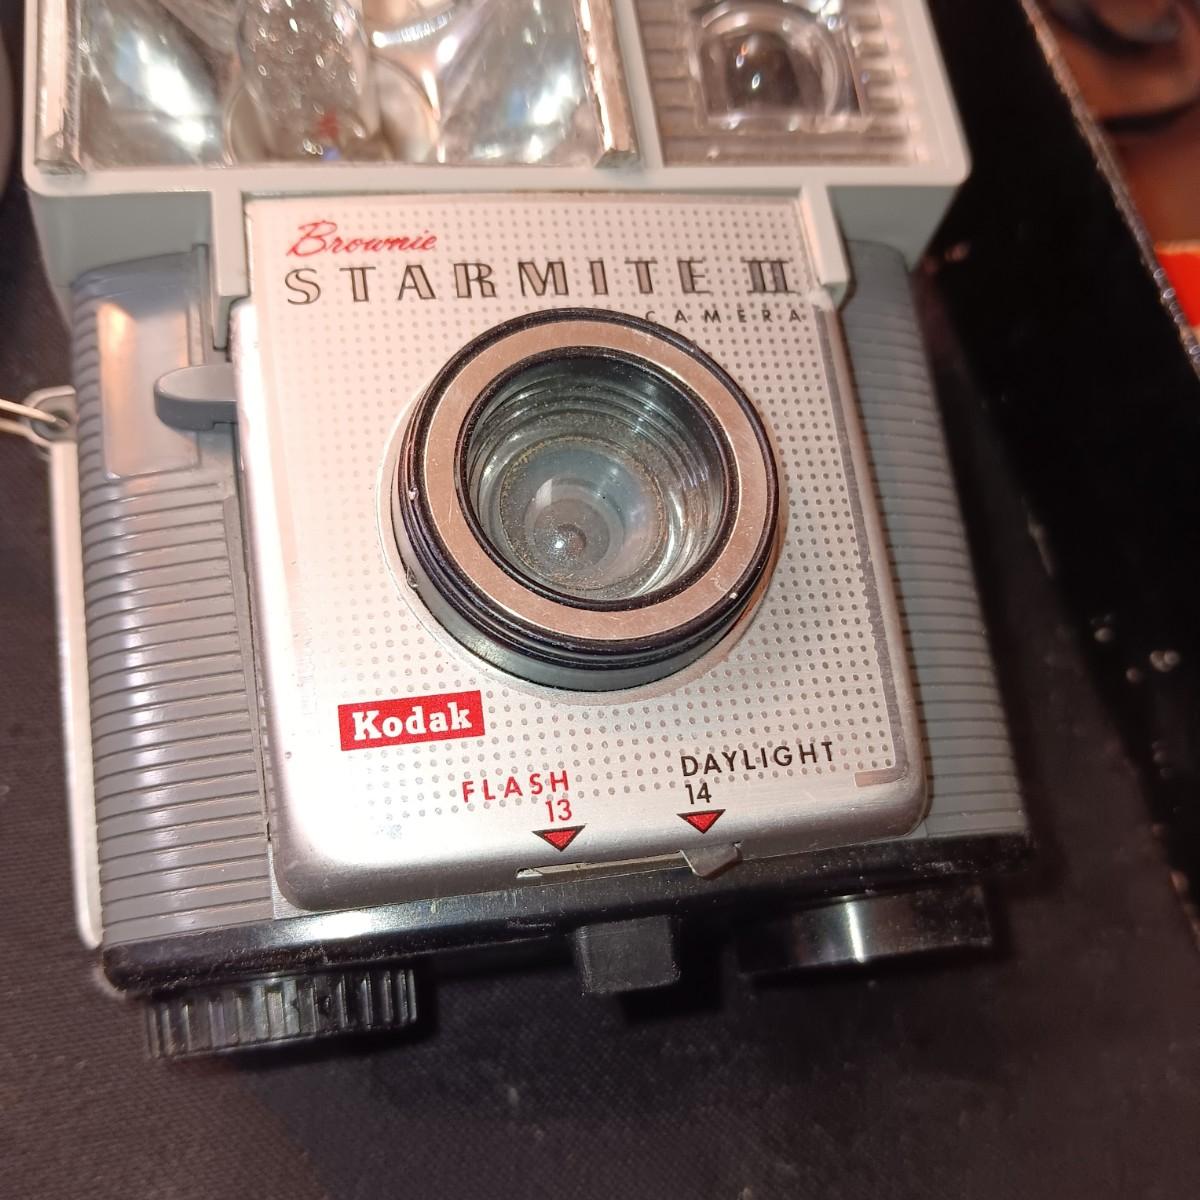 Brownie
STARMITE II
CAMERA
Kodak
FLASH
13
DAYLIGHT
14